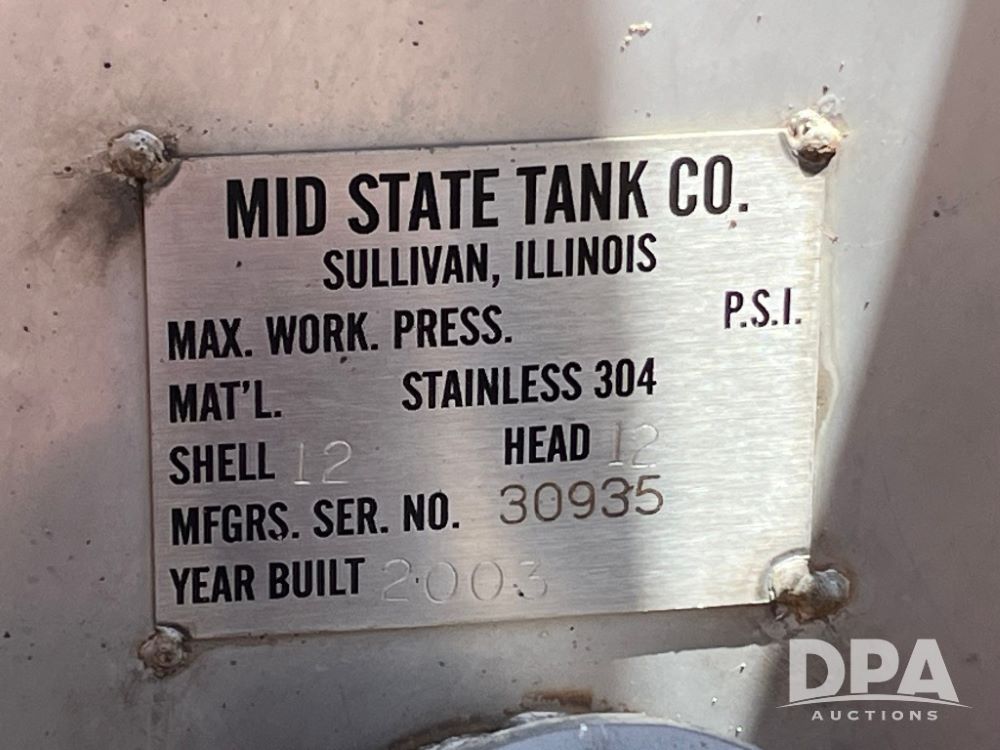 MID STATE TANK CO.
SULLIVAN, ILLINOIS
MAX. WORK. PRESS. P.S.I.
MAT'L. STAINLESS 304
SHELL 12 HEAD 12
MFGRS. SER. NO. 30935
YEAR BUILT 2003
DPA
AUCTIONS